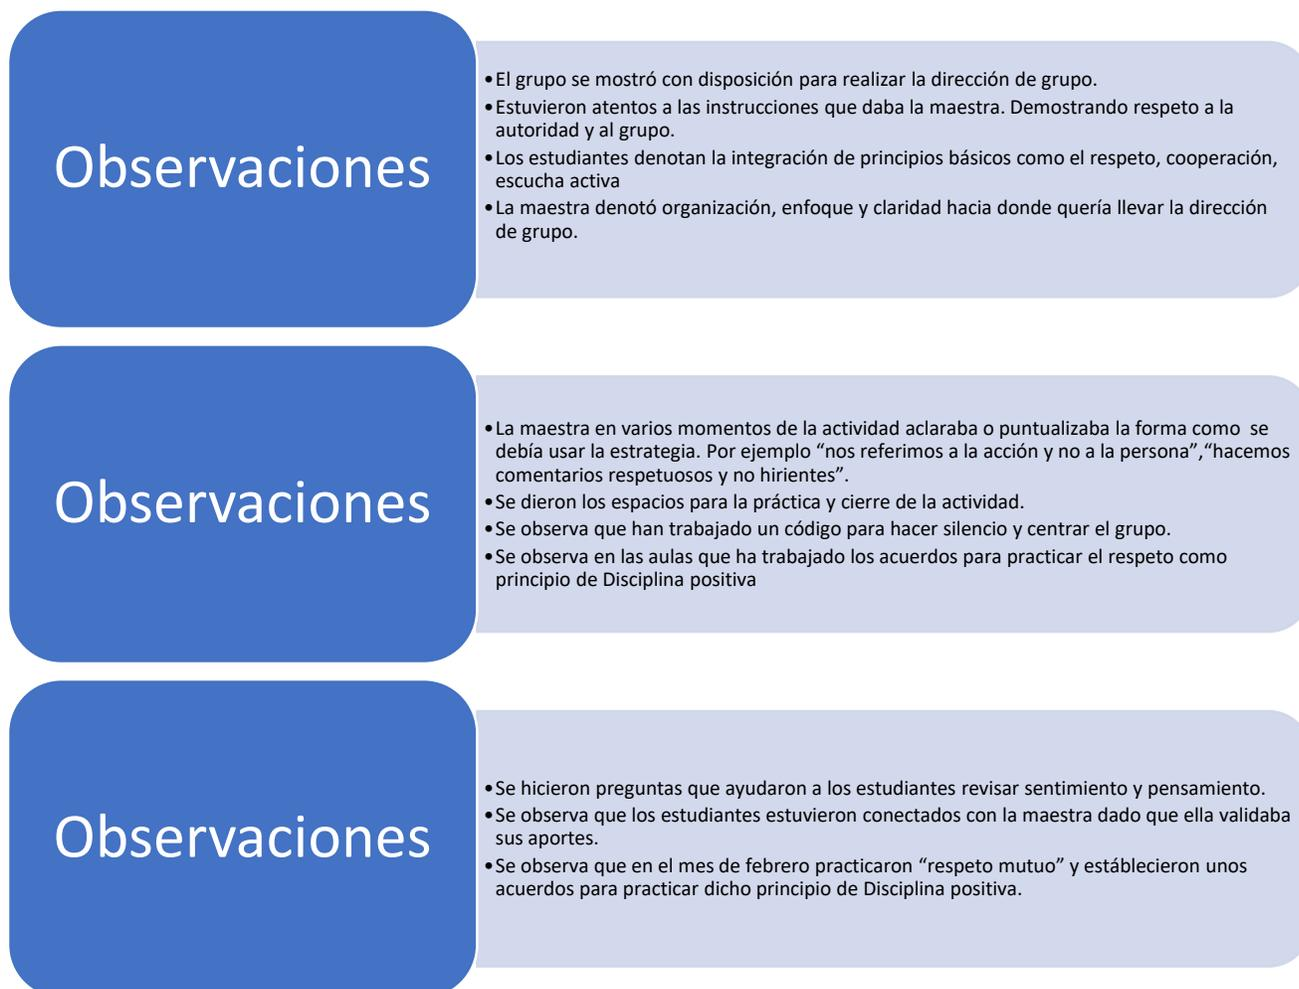 Observaciones
•El grupo se mostró con disposición para realizar la dirección de grupo.
•Estuvieron atentos a las instrucciones que daba la maestra. Demostrando respeto a la
autoridad y al grupo.
•Los estudiantes denotan la integración de principios básicos como el respeto, cooperación,
escucha activa
•La maestra denotó organización, enfoque y claridad hacia donde quería llevar la dirección
de grupo.
Observaciones
•La maestra en varios momentos de la actividad aclaraba o puntualizaba la forma como  se
debía usar la estrategia. Por ejemplo “nos referimos a la acción y no a la persona”,“hacemos
comentarios respetuosos y no hirientes”.
•Se dieron los espacios para la práctica y cierre de la actividad.
•Se observa que han trabajado un código para hacer silencio y centrar el grupo.
•Se observa en las aulas que ha trabajado los acuerdos para practicar el respeto como
principio de Disciplina positiva
Observaciones
•Se hicieron preguntas que ayudaron a los estudiantes revisar sentimiento y pensamiento.
•Se observa que los estudiantes estuvieron conectados con la maestra dado que ella validaba
sus aportes.
•Se observa que en el mes de febrero practicaron “respeto mutuo” y estáblecieron unos
acuerdos para practicar dicho principio de Disciplina positiva.